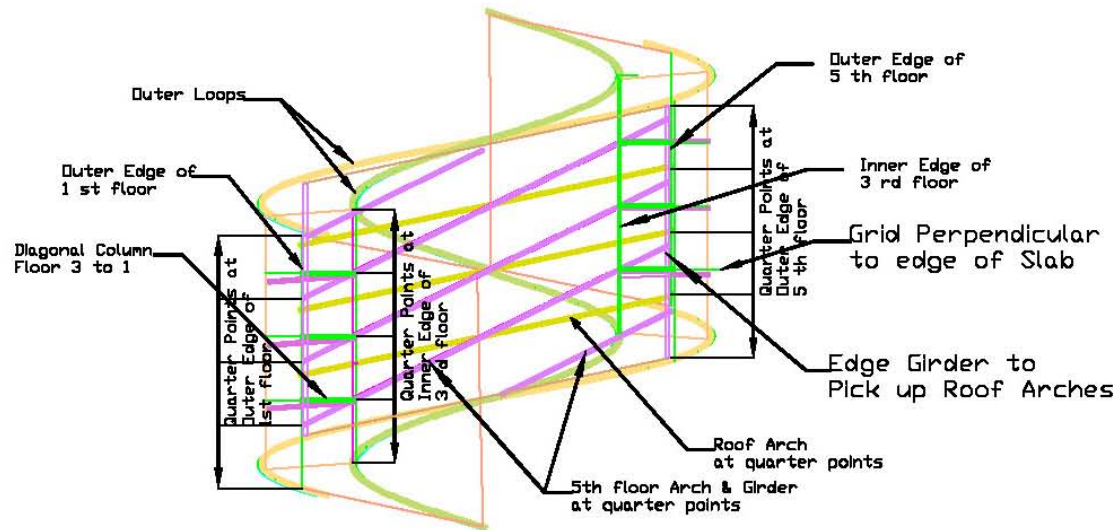 Outer Edge of
5 th floor
Outer Loops
Quarter Points at
Outer Edge of
5 th floor
Outer Edge of
1 st floor
Inner Edge of
3 rd floor
Diagonal Column
Floor 3 to 1
Grid Perpendicular
to edge of Slab
Quarter Points at
Outer Edge of
1st floor
Quarter Points at
Inner Edge of
3 rd floor
Edge Girder to
Pick up Roof Arches
Roof Arch
at quarter points
5th floor Arch & Girder
at quarter points